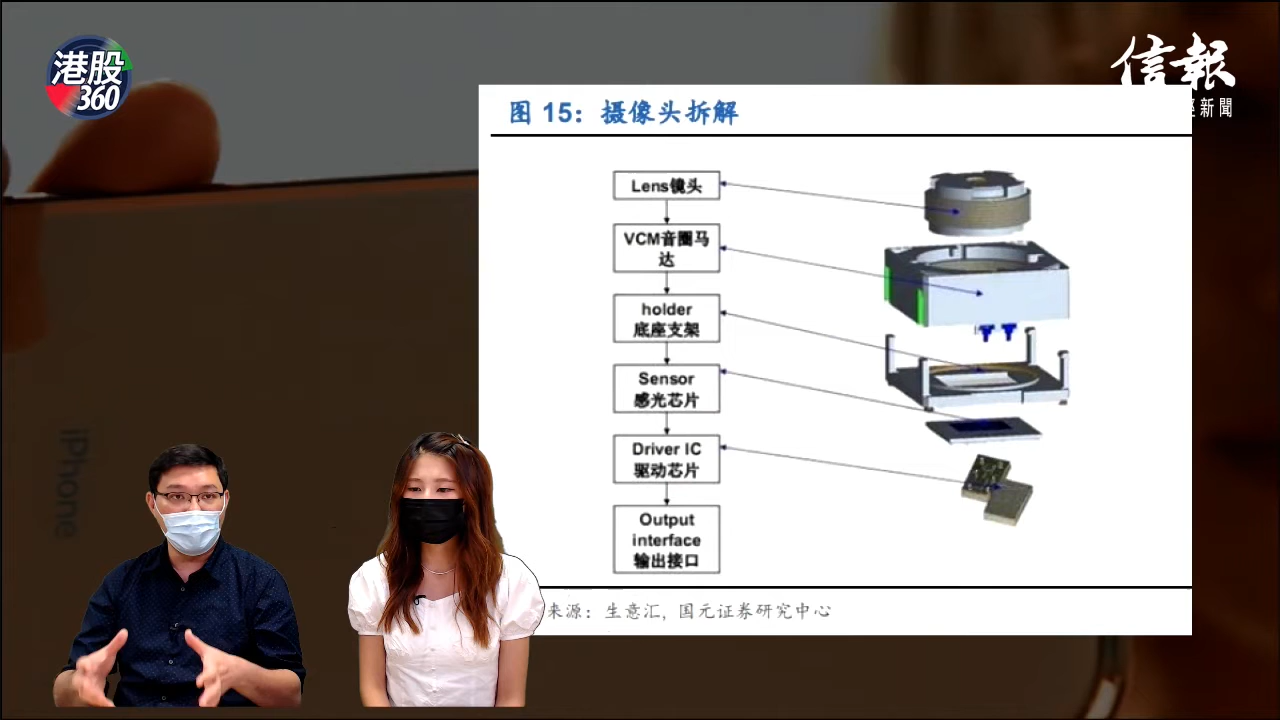 港股
360
信報
新聞
图 15：摄像头拆解
Lens镜头
VCM音圈马
达
holder
底座支架
Sensor
感光芯片
Driver IC
驱动芯片
Output
interface
输出接口
来源：生意汇, 国元证券研究中心
iPhone